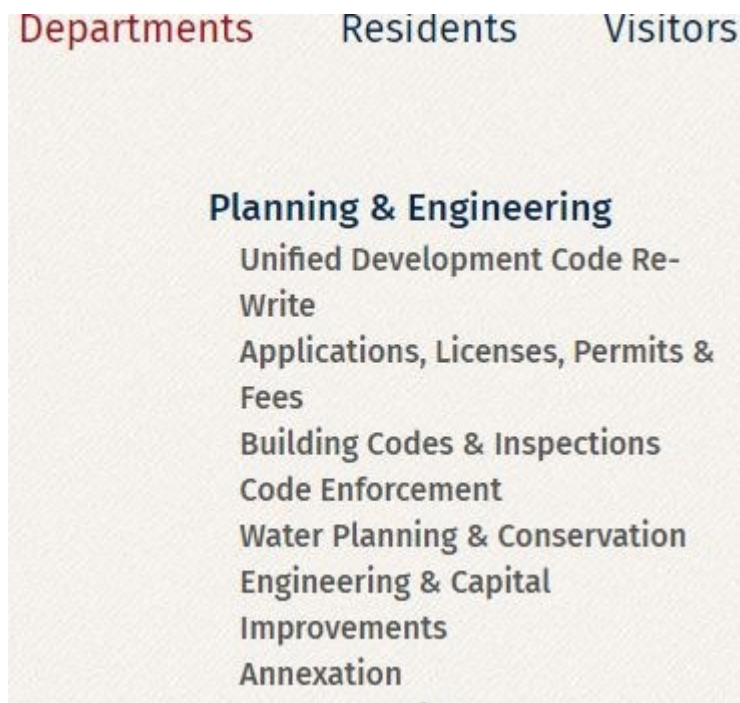 Departments Residents Visitors
Planning & Engineering
Unified Development Code Re-
Write
Applications, Licenses, Permits &
Fees
Building Codes & Inspections
Code Enforcement
Water Planning & Conservation
Engineering & Capital
Improvements
Annexation